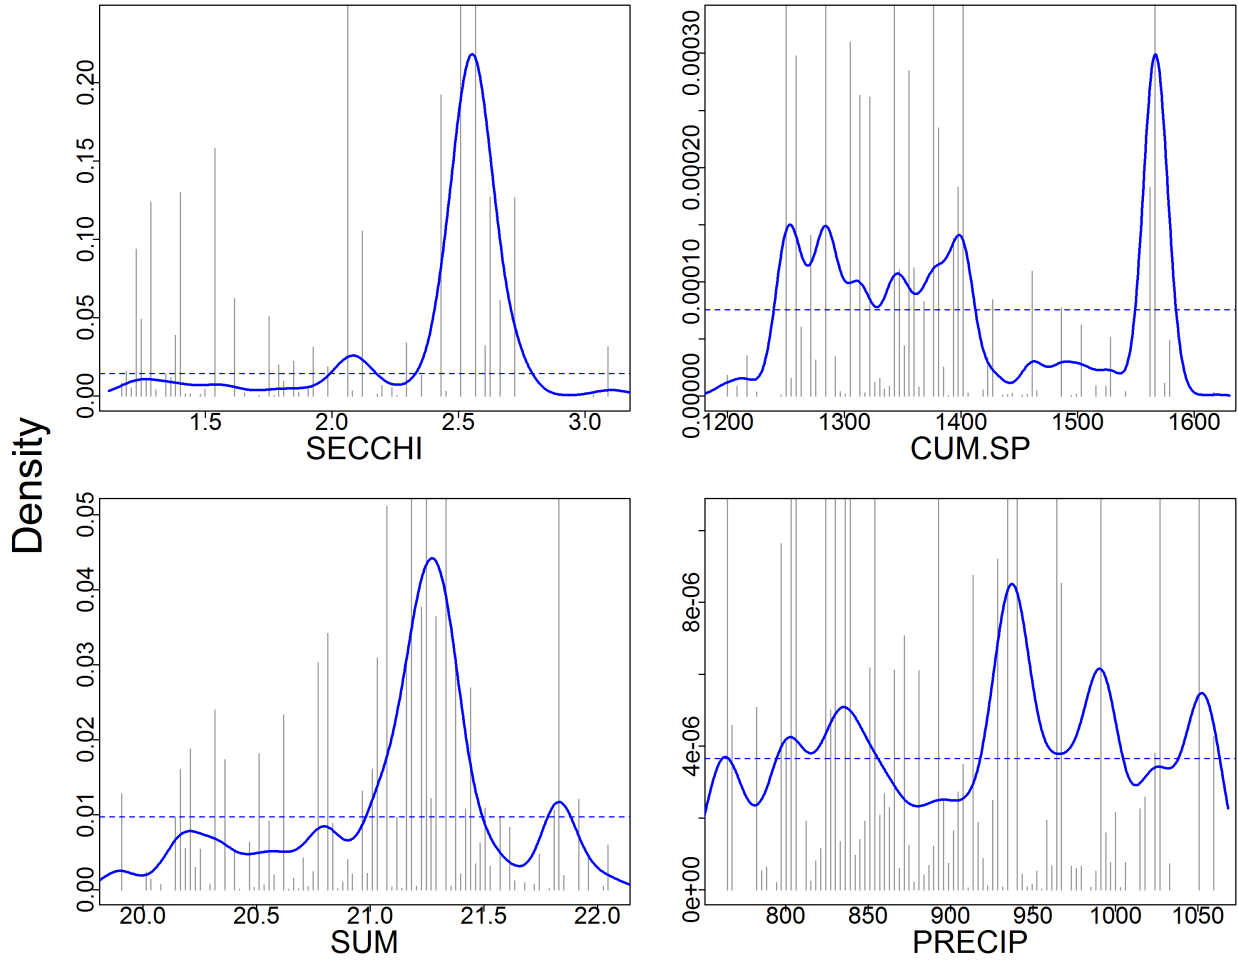 Density
0.00 0.05 0.10 0.15 0.20
1.5 2.0 2.5 3.0
SECCHI
0.00000 0.00010 0.00020 0.00030
1200 1300 1400 1500 1600
CUM.SP
0.00 0.01 0.02 0.03 0.04 0.05
20.0 20.5 21.0 21.5 22.0
SUM
0e+00 4e-06 8e-06
800 850 900 950 1000 1050
PRECIP